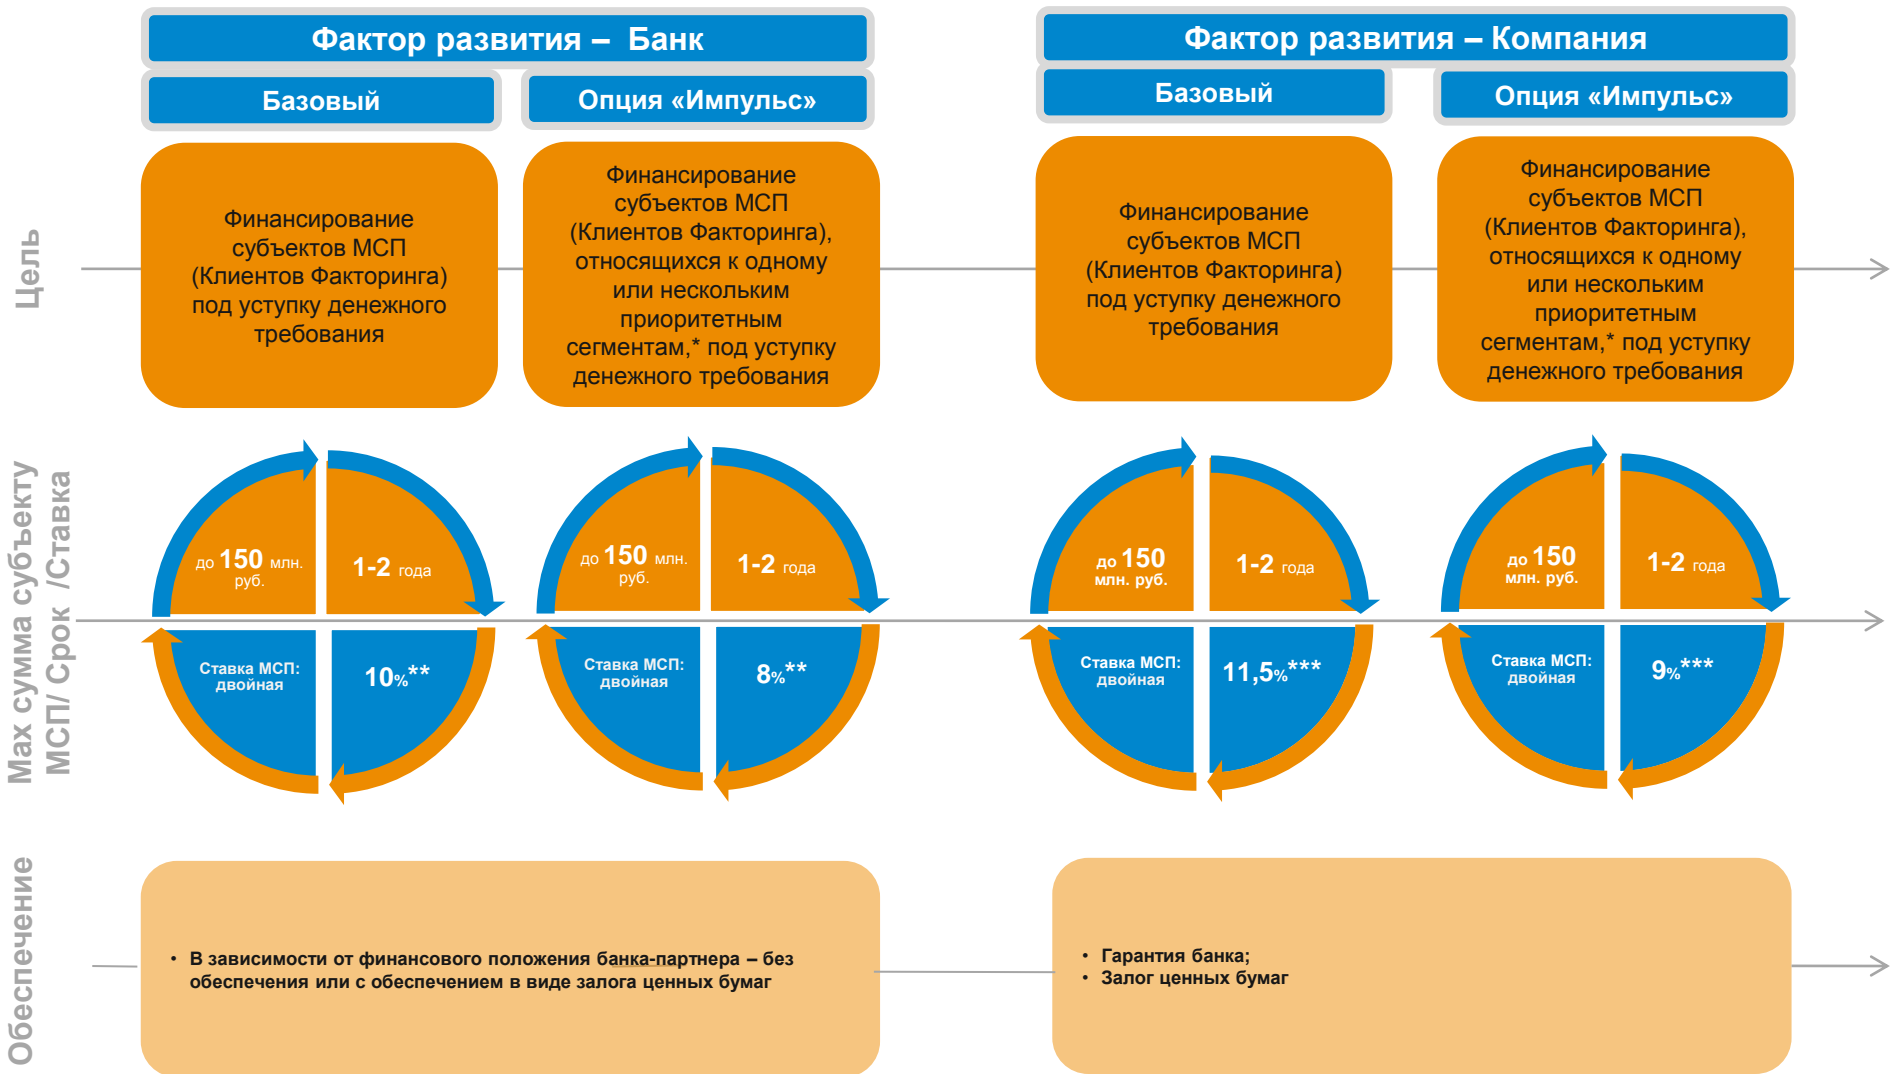 Фактор развития – Банк
Фактор развития – Компания
Базовый
Опция «Импульс»
Базовый
Опция «Импульс»
Цель
Финансирование
субъектов МСП
(Клиентов Факторинга)
под уступку денежного
требования
Финансирование
субъектов МСП
(Клиентов Факторинга),
относящихся к одному
или нескольким
приоритетным
сегментам,* под уступку
денежного требования
Финансирование
субъектов МСП
(Клиентов Факторинга)
под уступку денежного
требования
Финансирование
субъектов МСП
(Клиентов Факторинга),
относящихся к одному
или нескольким
приоритетным
сегментам,* под уступку
денежного требования
Max сумма субъекту
МСП/ Срок /Ставка
до 150 млн.
руб.
1-2 года
Ставка МСП:
двойная
10%**
до 150 млн.
руб.
1-2 года
Ставка МСП:
двойная
8%**
до 150
млн. руб.
1-2 года
Ставка МСП:
двойная
11,5%***
до 150
млн. руб.
1-2 года
Ставка МСП:
двойная
9%***
Обеспечение
• В зависимости от финансового положения банка-партнера – без
обеспечения или с обеспечением в виде залога ценных бумаг
• Гарантия банка;
• Залог ценных бумаг